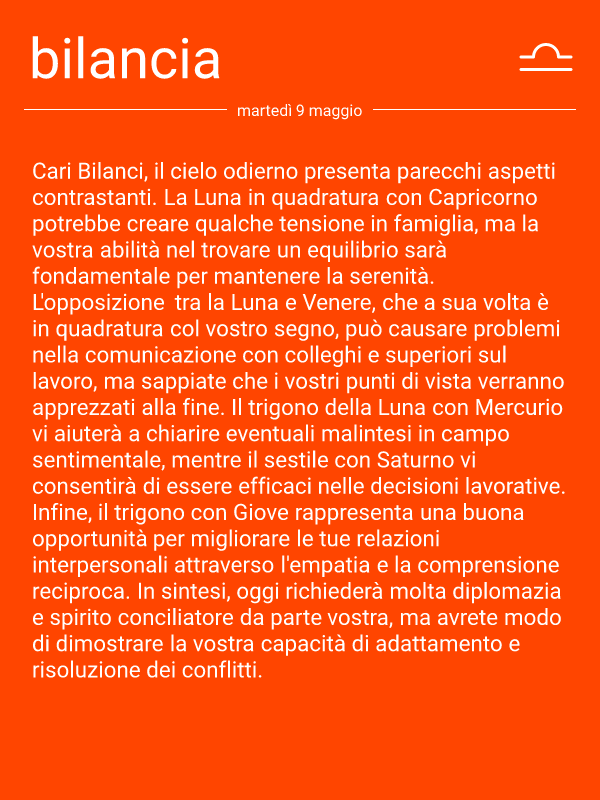 bilancia
martedì 9 maggio
Cari Bilanci, il cielo odierno presenta parecchi aspetti
contrastanti. La Luna in quadratura con Capricorno
potrebbe creare qualche tensione in famiglia, ma la
vostra abilità nel trovare un equilibrio sarà
fondamentale per mantenere la serenità.
L'opposizione  tra la Luna e Venere, che a sua volta è
in quadratura col vostro segno, può causare problemi
nella comunicazione con colleghi e superiori sul
lavoro, ma sappiate che i vostri punti di vista verranno
apprezzati alla fine. Il trigono della Luna con Mercurio
vi aiuterà a chiarire eventuali malintesi in campo
sentimentale, mentre il sestile con Saturno vi
consentirà di essere efficaci nelle decisioni lavorative.
Infine, il trigono con Giove rappresenta una buona
opportunità per migliorare le tue relazioni
interpersonali attraverso l'empatia e la comprensione
reciproca. In sintesi, oggi richiederà molta diplomazia
e spirito conciliatore da parte vostra, ma avrete modo
di dimostrare la vostra capacità di adattamento e
risoluzione dei conflitti.